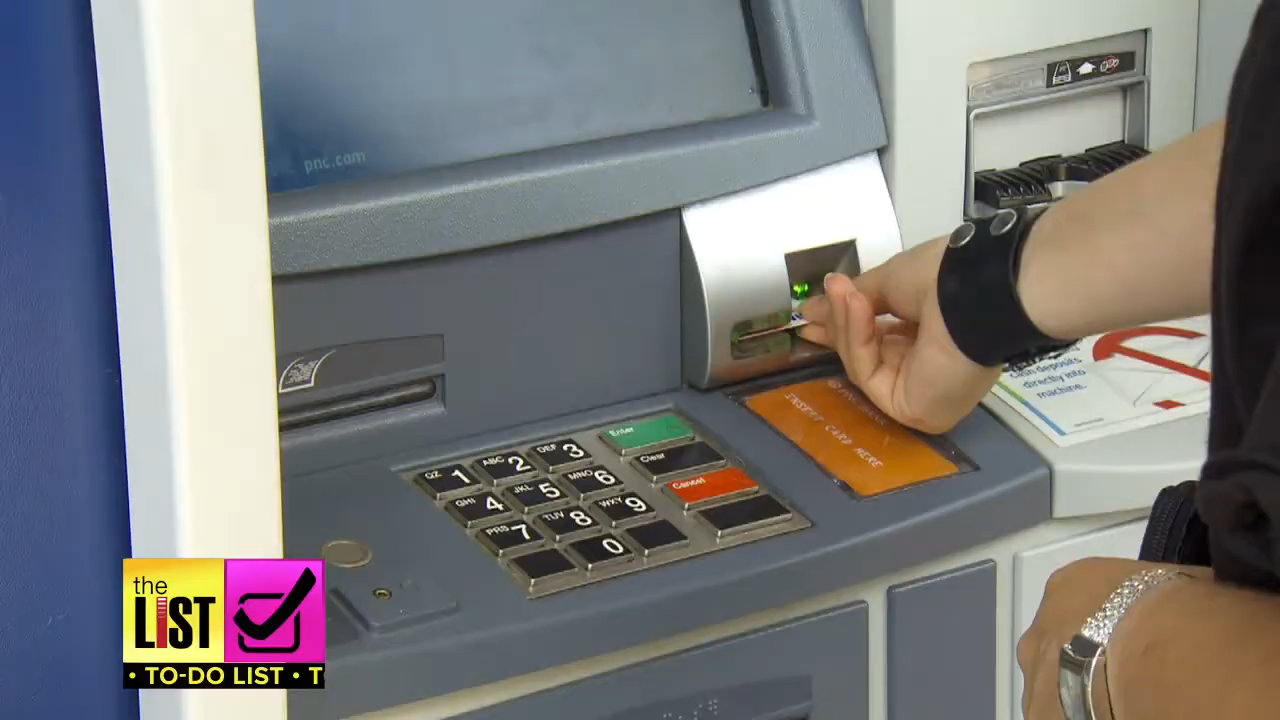 pnc.com
cash deposits
directly into
machine.
INSERT CARD HERE
Enter
Clear
Cancel
QZ 1
ABC 2
DEF 3
GHI 4
JKL 5
MNO 6
PRS 7
TUV 8
WXY 9
0
the
LIST
• TO-DO LIST • T